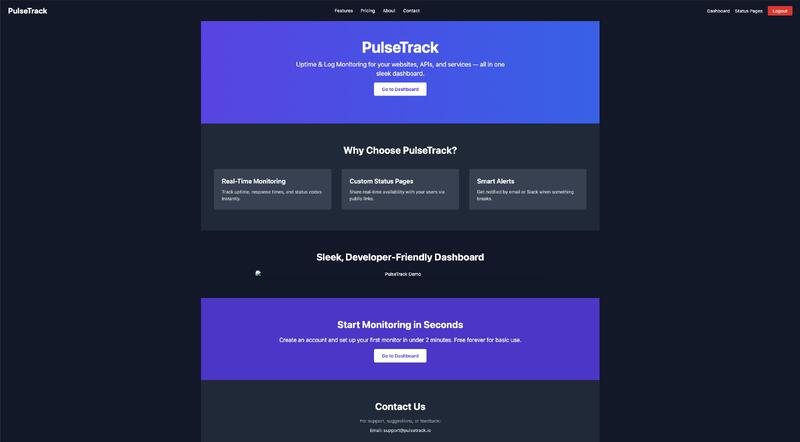 PulseTrack
Features Pricing About Contact
Dashboard Status Pages Logout
PulseTrack
Uptime & Log Monitoring for your websites, APIs, and services — all in one
sleek dashboard.
Go to Dashboard
Why Choose PulseTrack?
Real-Time Monitoring
Track uptime, response times, and status codes
instantly.
Custom Status Pages
Share real-time availability with your users via
public links.
Smart Alerts
Get notified by email or Slack when something
breaks.
Sleek, Developer-Friendly Dashboard
PulseTrack Demo
Start Monitoring in Seconds
Create an account and set up your first monitor in under 2 minutes. Free forever for basic use.
Go to Dashboard
Contact Us
For support, suggestions, or feedback:
Email: support@pulsetrack.io